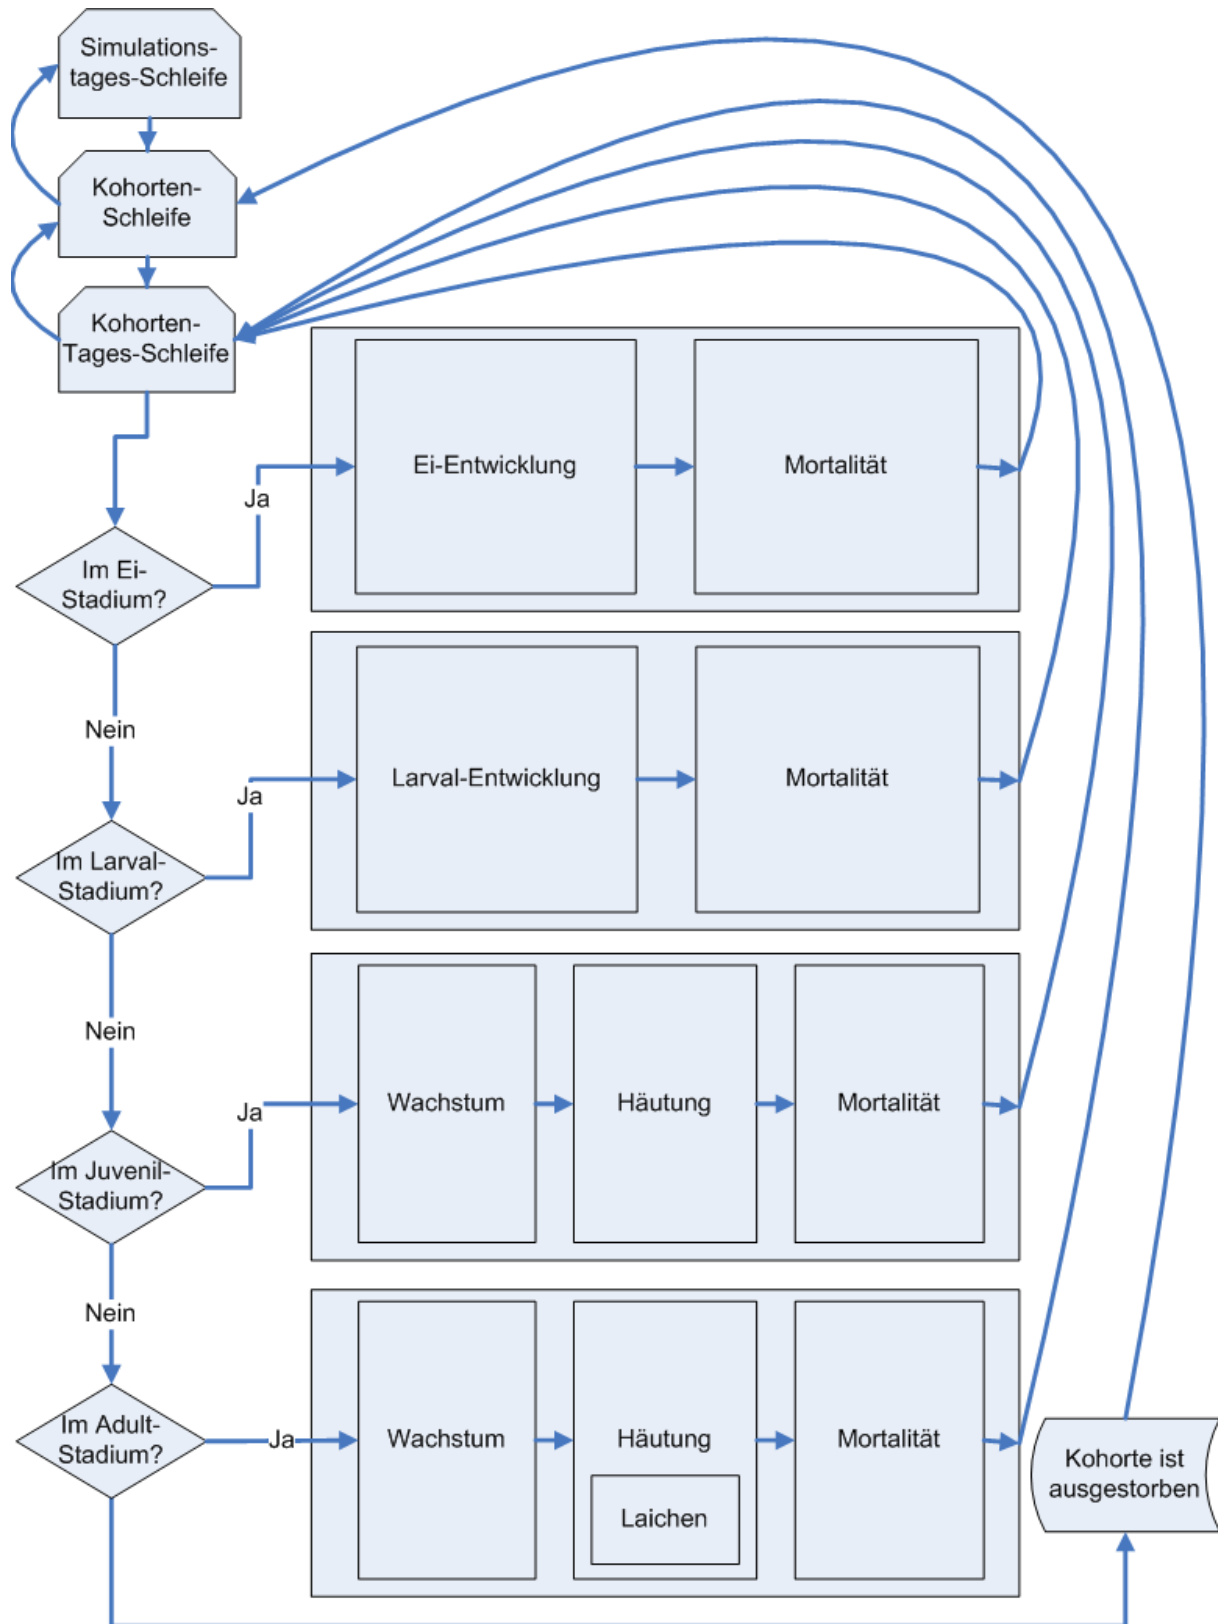 Simulations-
tages-Schleife
Kohorten-
Schleife
Kohorten-
Tages-Schleife
Ei-Entwicklung
Mortalität
Ja
Im Ei-
Stadium?
Nein
Larval-Entwicklung
Mortalität
Ja
Im Larval-
Stadium?
Nein
Wachstum
Häutung
Mortalität
Ja
Im Juvenil-
Stadium?
Nein
Im Adult-
Stadium?
Ja
Wachstum
Häutung
Laichen
Mortalität
Kohorte ist
ausgestorben